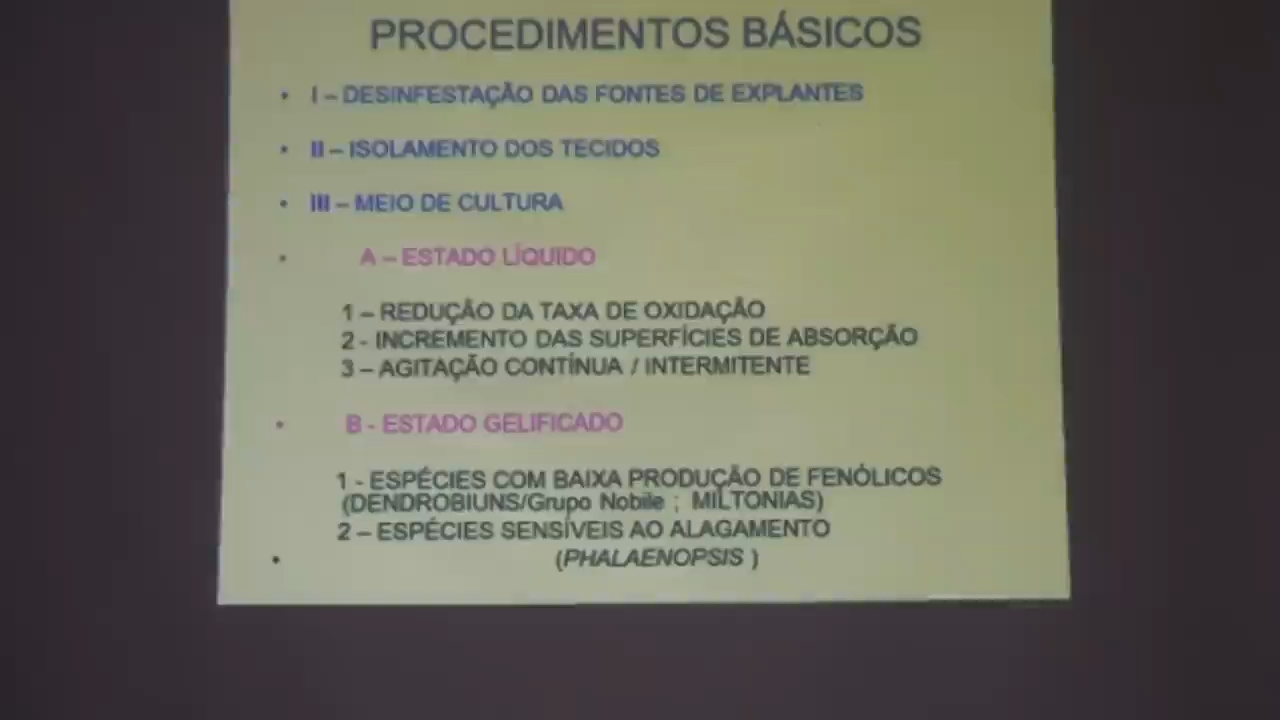 PROCEDIMENTOS BÁSICOS
• I – DESINFESTAÇÃO DAS FONTES DE EXPLANTES
• II – ISOLAMENTO DOS TECIDOS
• III – MEIO DE CULTURA
• A – ESTADO LÍQUIDO
1 – REDUÇÃO DA TAXA DE OXIDAÇÃO
2 - INCREMENTO DAS SUPERFÍCIES DE ABSORÇÃO
3 – AGITAÇÃO CONTÍNUA / INTERMITENTE
• B - ESTADO GELIFICADO
1 - ESPÉCIES COM BAIXA PRODUÇÃO DE FENÓLICOS
(DENDROBIUNS/Grupo Nobile ; MILTONIAS)
2 – ESPÉCIES SENSÍVEIS AO ALAGAMENTO
• (PHALAENOPSIS )